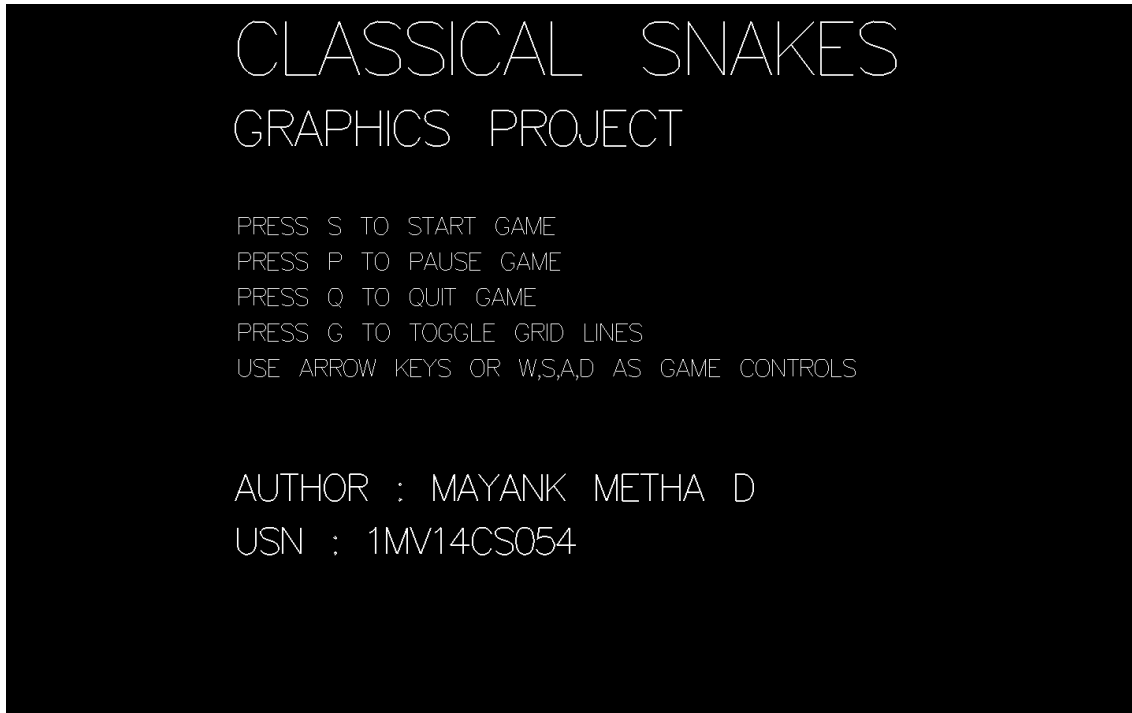 CLASSICAL SNAKES
GRAPHICS PROJECT
PRESS S TO START GAME
PRESS P TO PAUSE GAME
PRESS Q TO QUIT GAME
PRESS G TO TOGGLE GRID LINES
USE ARROW KEYS OR W,S,A,D AS GAME CONTROLS
AUTHOR : MAYANK METHA D
USN : 1MV14CS054